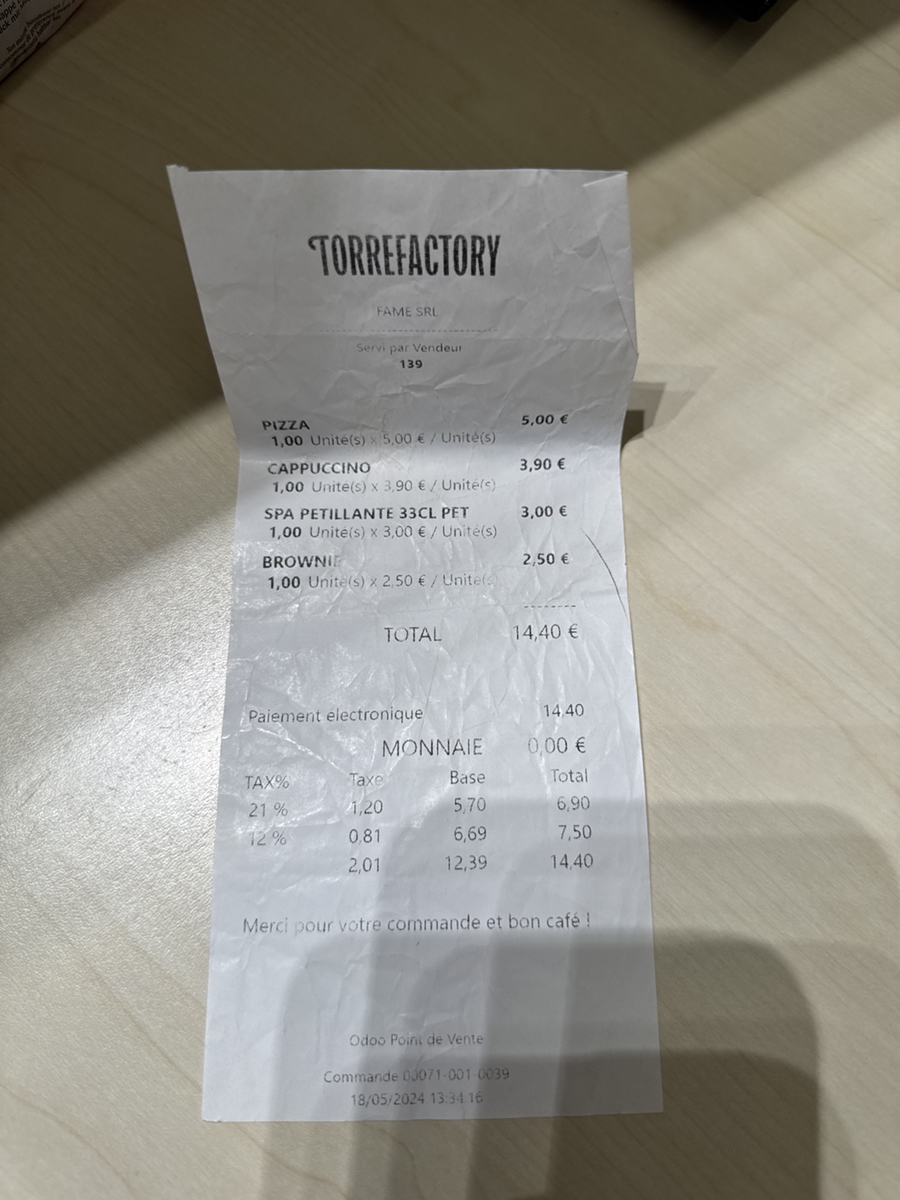 TORREFACTORY
FAME SRL
Servi par Vendeur
139
PIZZA 5,00 €
1,00 Unité(s) x 5,00 € / Unité(s)
CAPPUCCINO 3,90 €
1,00 Unité(s) x 3,90 € / Unité(s)
SPA PETILLANTE 33CL PET 3,00 €
1,00 Unité(s) x 3,00 € / Unité(s)
BROWNIE 2,50 €
1,00 Unité(s) x 2,50 € / Unité(s)
--------
TOTAL 14,40 €
Paiement électronique 14,40
MONNAIE 0,00 €
TAX% Taxe Base Total
21 % 1,20 5,70 6,90
12 % 0,81 6,69 7,50
2,01 12,39 14,40
Merci pour votre commande et bon café !
Odoo Point de Vente
Commande 00071-001-0039
18/05/2024 13:34:16